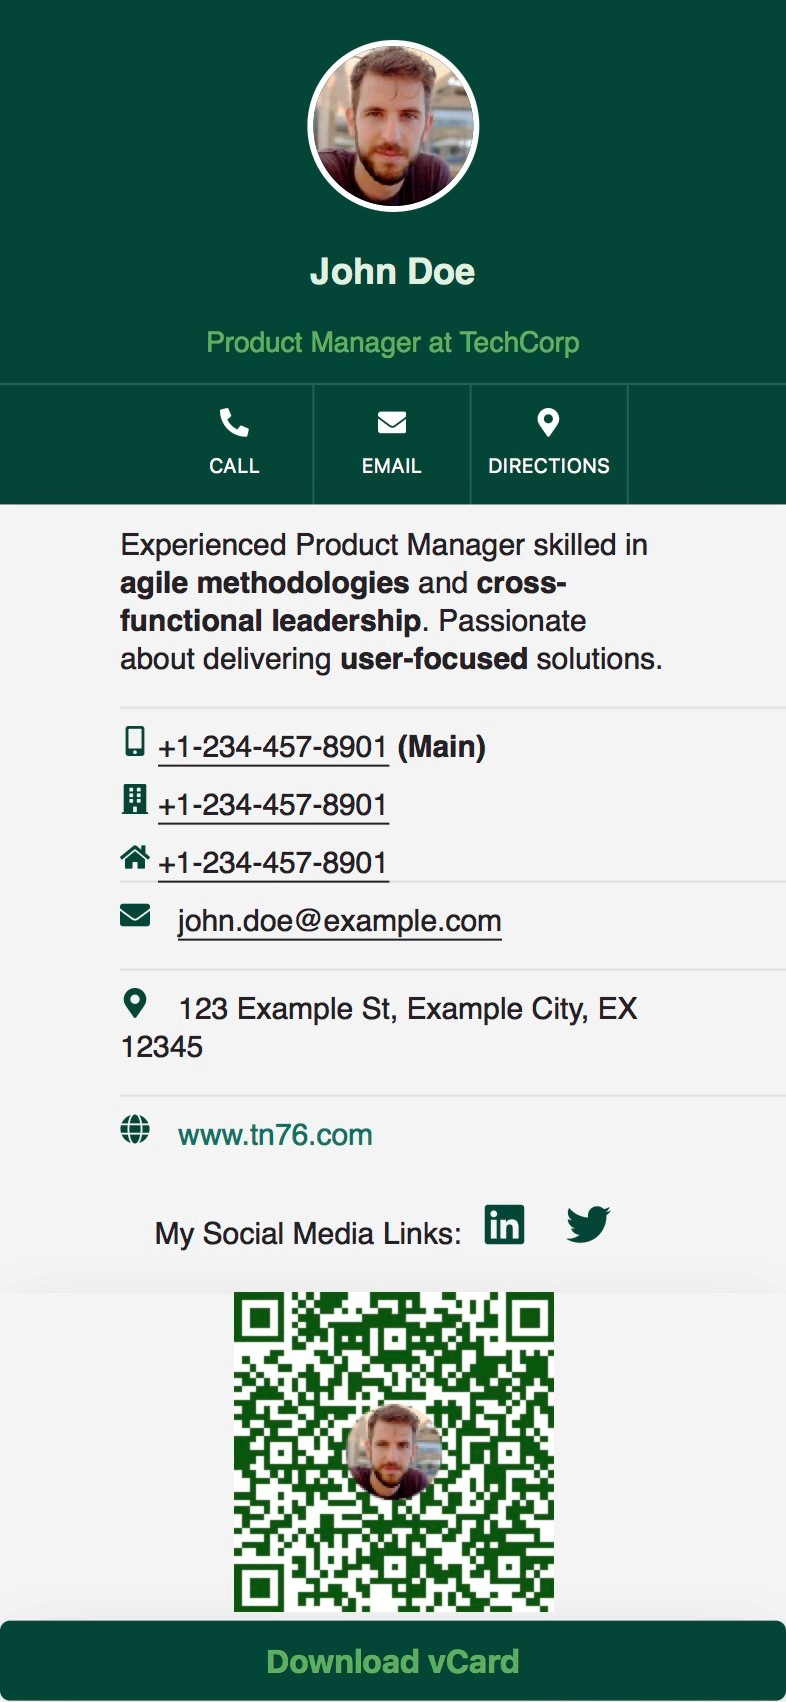 John Doe
Product Manager at TechCorp
CALL
EMAIL
DIRECTIONS
Experienced Product Manager skilled in
agile methodologies and cross-
functional leadership. Passionate
about delivering user-focused solutions.
+1-234-457-8901 (Main)
+1-234-457-8901
+1-234-457-8901
john.doe@example.com
123 Example St, Example City, EX
12345
www.tn76.com
My Social Media Links:
Download vCard